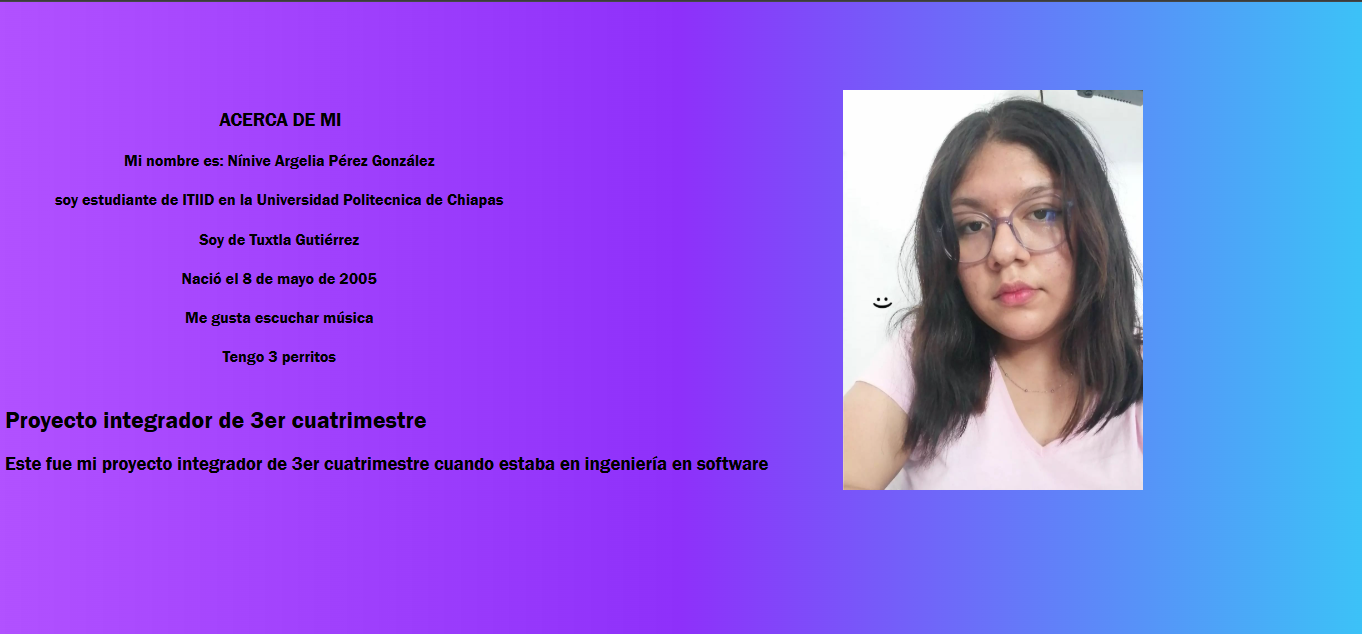 ACERCA DE MI
Mi nombre es: Nínive Argelia Pérez González
soy estudiante de ITIID en la Universidad Politecnica de Chiapas
Soy de Tuxtla Gutiérrez
Nació el 8 de mayo de 2005
Me gusta escuchar música
Tengo 3 perritos
Proyecto integrador de 3er cuatrimestre
Este fue mi proyecto integrador de 3er cuatrimestre cuando estaba en ingeniería en software